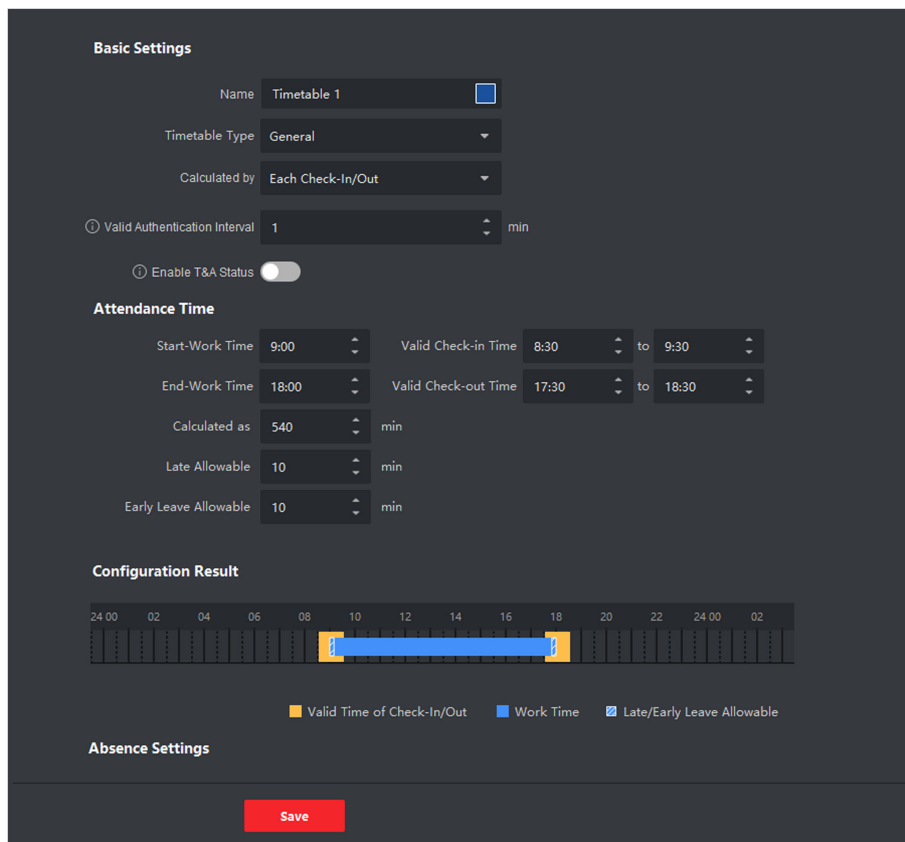 Basic Settings
Name Timetable 1
Timetable Type General
Calculated by Each Check-In/Out
Valid Authentication Interval 1 min
Enable T&A Status
Attendance Time
Start-Work Time 9:00 Valid Check-in Time 8:30 to 9:30
End-Work Time 18:00 Valid Check-out Time 17:30 to 18:30
Calculated as 540 min
Late Allowable 10 min
Early Leave Allowable 10 min
Configuration Result
24 00 02 04 06 08 10 12 14 16 18 20 22 24 00 02
Valid Time of Check-In/Out Work Time Late/Early Leave Allowable
Absence Settings
Save